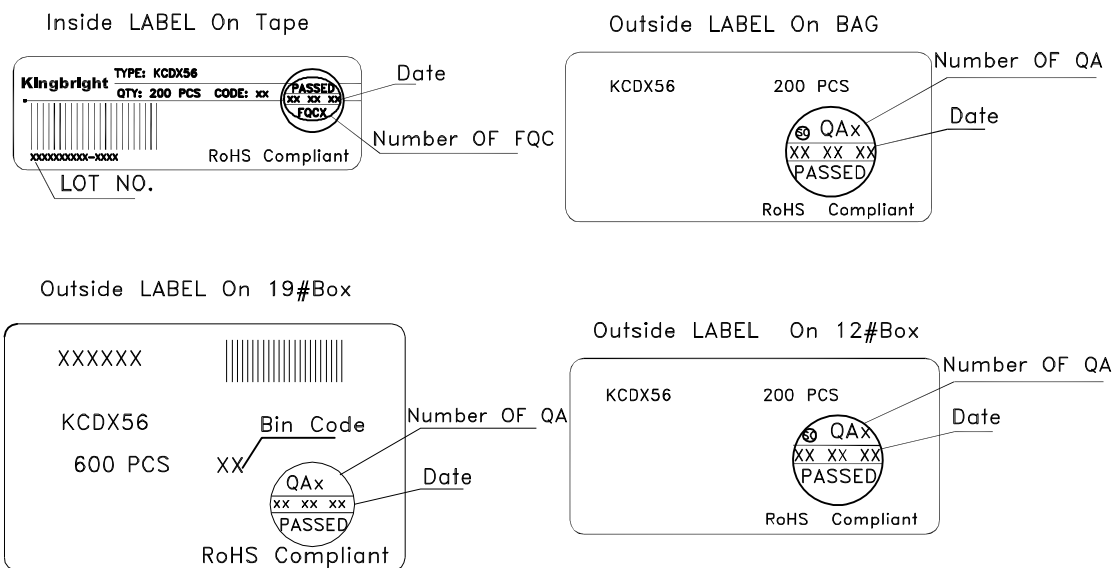 Inside LABEL On Tape
Kingbright
TYPE: KCDX56
QTY: 200 PCS CODE: xx
PASSED
xx xx xx
FQCX
xxxxxxxxxx-xxxx
RoHS Compliant
Date
Number OF FQC
LOT NO.
Outside LABEL On BAG
KCDX56 200 PCS
SQ QAx
XX XX XX
PASSED
RoHS Compliant
Number OF QA
Date
Outside LABEL On 19#Box
XXXXXX
KCDX56
600 PCS
XX
Bin Code
QAx
xx xx xx
PASSED
RoHS Compliant
Number OF QA
Date
Outside LABEL On 12#Box
KCDX56 200 PCS
SQ QAx
XX XX XX
PASSED
RoHS Compliant
Number OF QA
Date